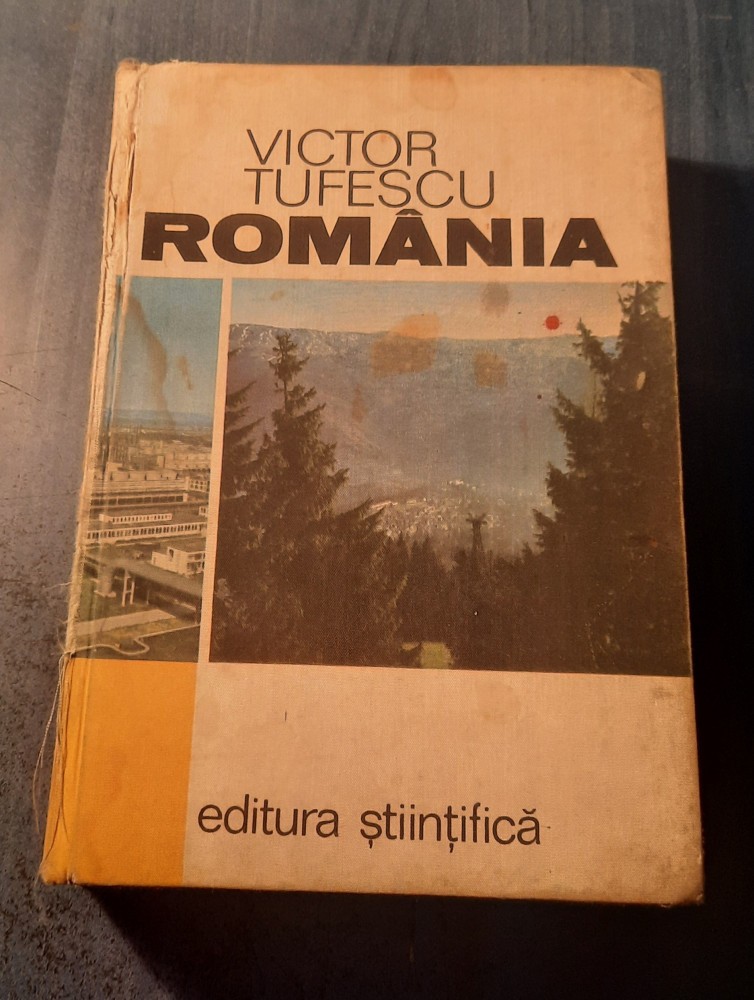 VICTOR
TUFESCU
ROMÂNIA
editura științifică